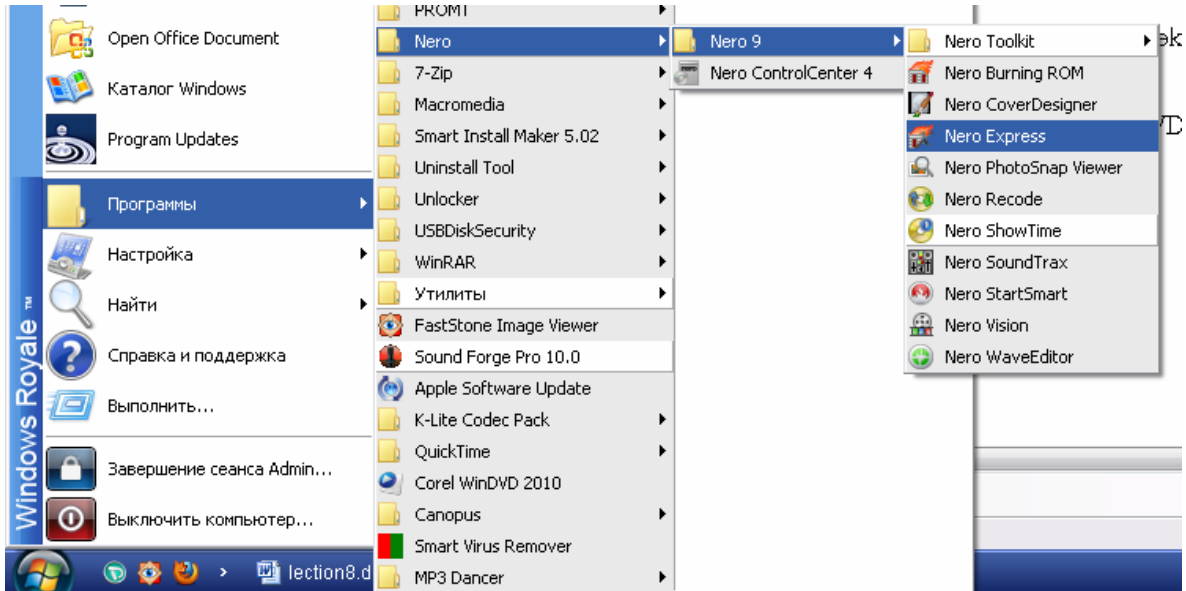 Open Office Document
Каталог Windows
Program Updates
Программы
Настройка
Найти
Справка и поддержка
Выполнить...
Завершение сеанса Admin...
Выключить компьютер...
Windows Royale ™
lection8.d
PROMT
Nero
7-Zip
Macromedia
Smart Install Maker 5.02
Uninstall Tool
Unlocker
USBDiskSecurity
WinRAR
Утилиты
FastStone Image Viewer
Sound Forge Pro 10.0
Apple Software Update
K-Lite Codec Pack
QuickTime
Corel WinDVD 2010
Canopus
Smart Virus Remover
MP3 Dancer
Nero 9
Nero ControlCenter 4
Nero Toolkit
Nero Burning ROM
Nero CoverDesigner
Nero Express
Nero PhotoSnap Viewer
Nero Recode
Nero ShowTime
Nero SoundTrax
Nero StartSmart
Nero Vision
Nero WaveEditor